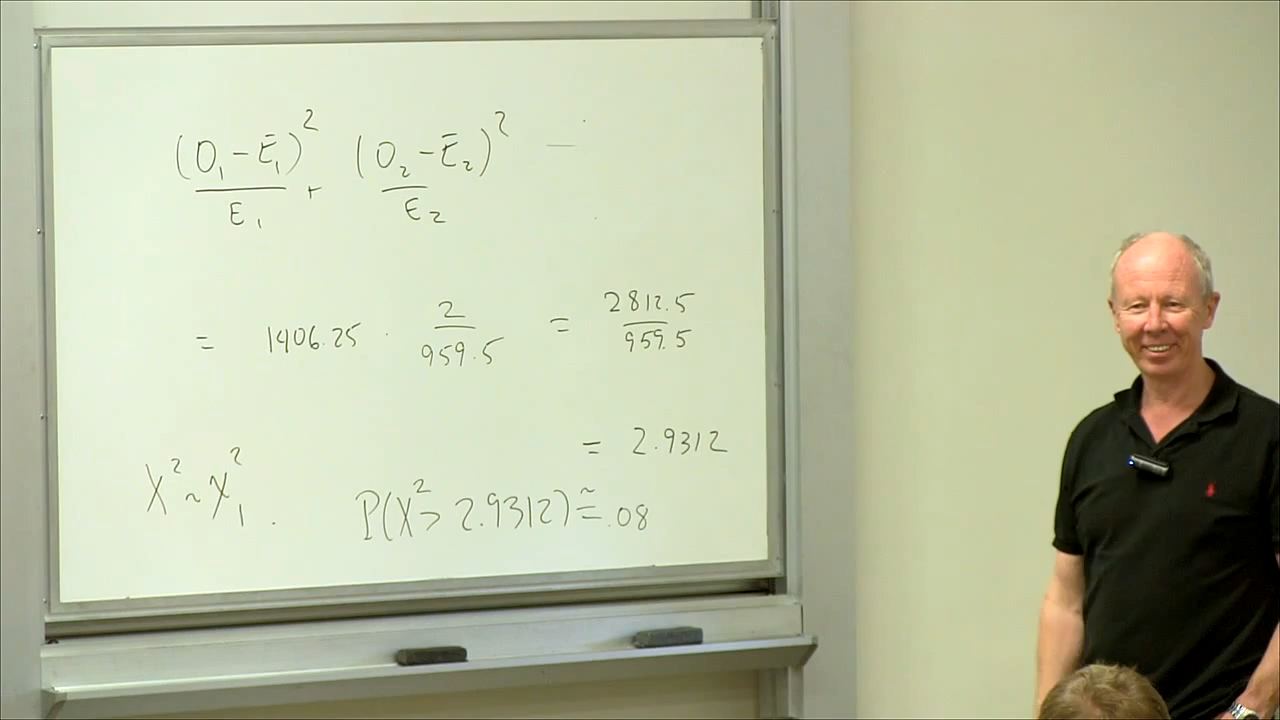 (O₁ - E₁)² / E₁ + (O₂ - E₂)² / E₂ —
= 1406.25 · 2 / 959.5 = 2812.5 / 959.5
= 2.9312
X² ~ χ²₁ . P(X² > 2.9312) ≅ .08